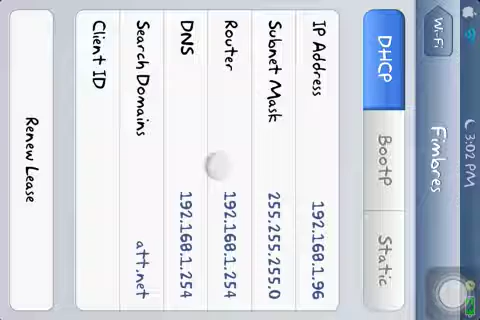 3:02 PM
Wi-Fi
Fimbres
DHCP BootP Static
IP Address 192.168.1.96
Subnet Mask 255.255.255.0
Router 192.168.1.254
DNS 192.168.1.254
Search Domains att.net
Client ID
Renew Lease